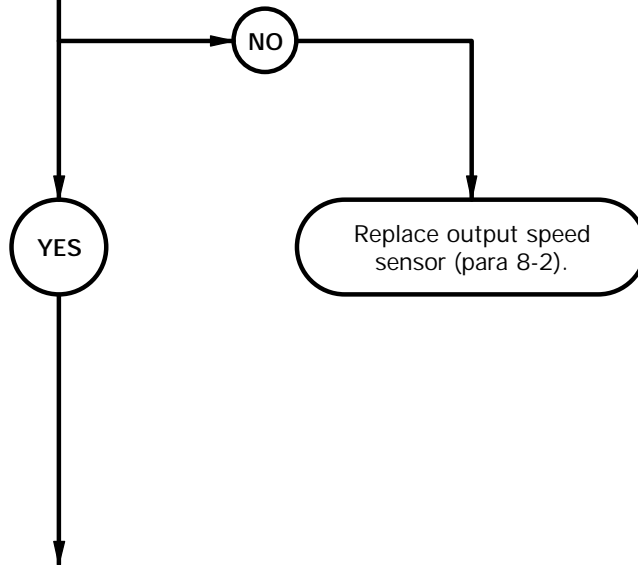 NO
YES
Replace output speed
sensor (para 8-2).